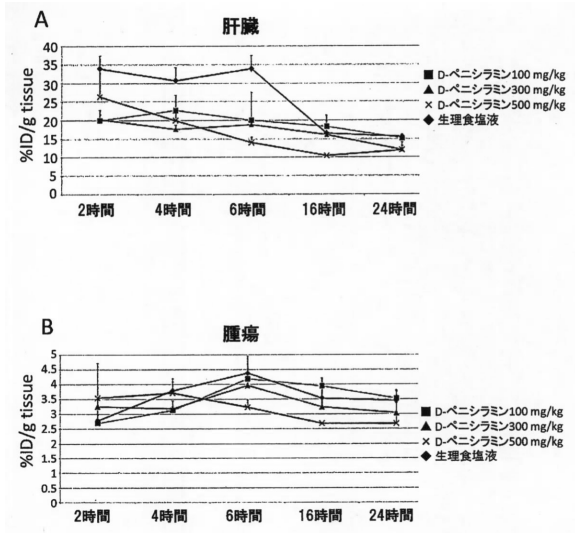 A
肝臓
%ID/g tissue
40
35
30
25
20
15
10
5
0
2時間 4時間 6時間 16時間 24時間
D-ペニシラミン100 mg/kg
D-ペニシラミン300 mg/kg
D-ペニシラミン500 mg/kg
生理食塩液
B
腫瘍
%ID/g tissue
5
4.5
4
3.5
3
2.5
2
1.5
1
0.5
0
2時間 4時間 6時間 16時間 24時間
D-ペニシラミン100 mg/kg
D-ペニシラミン300 mg/kg
D-ペニシラミン500 mg/kg
生理食塩液